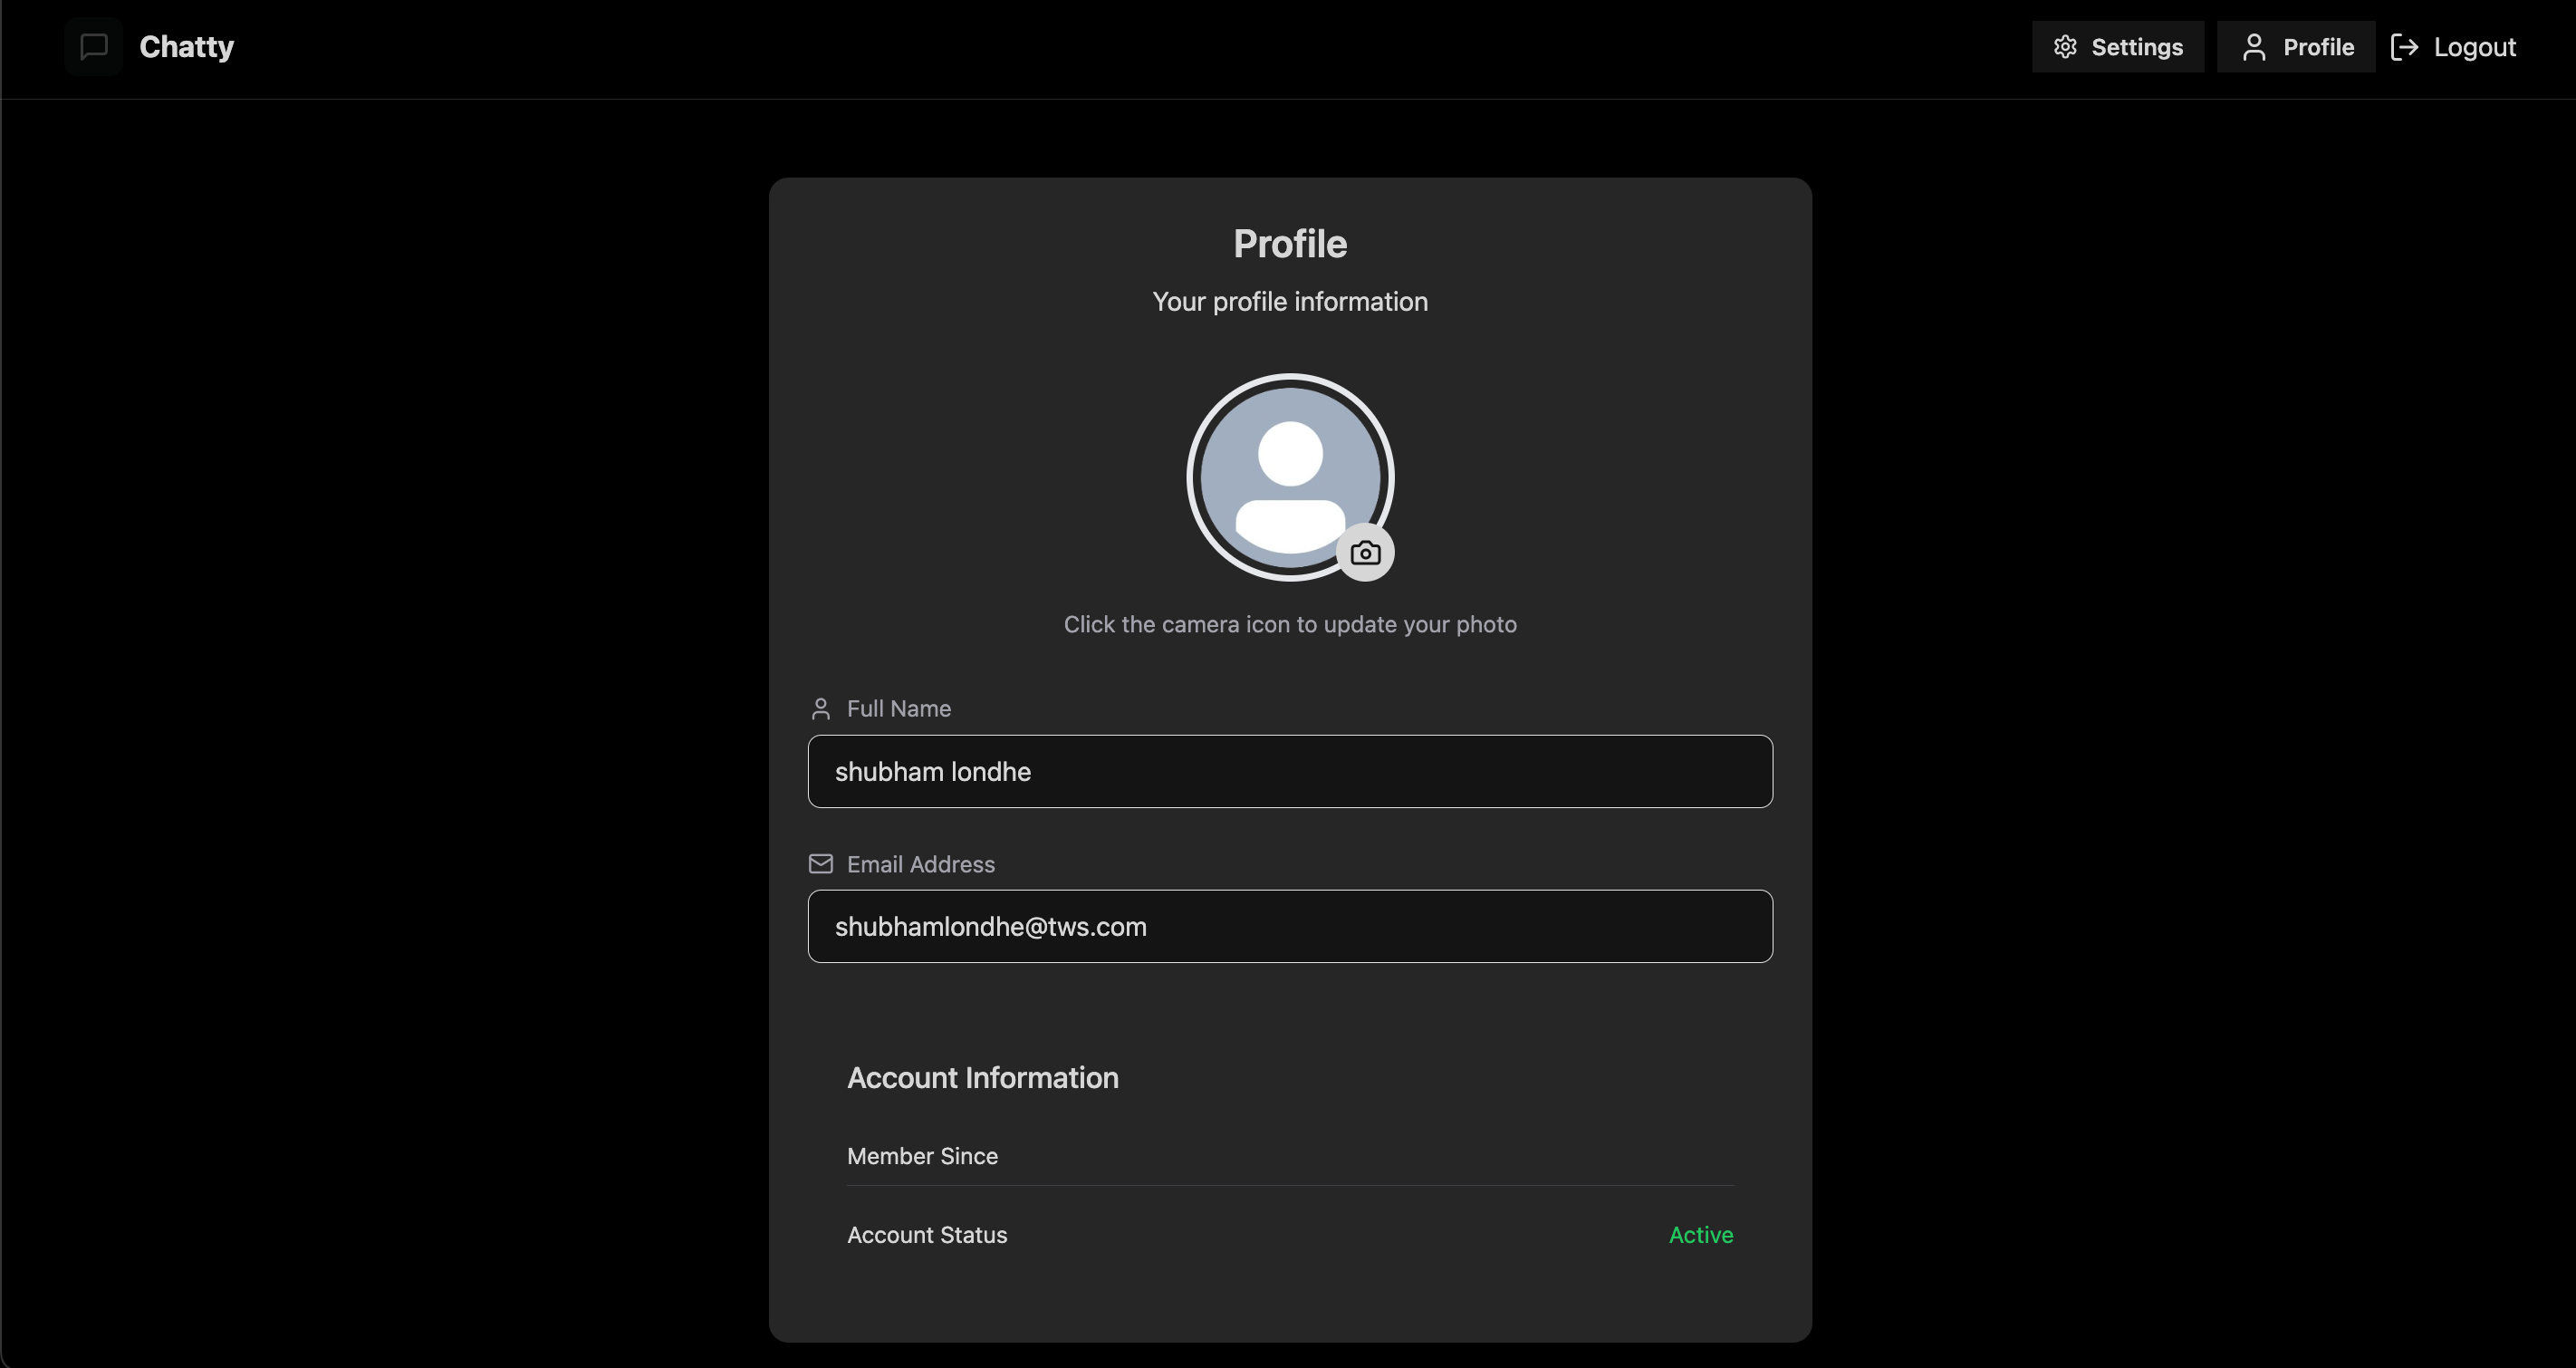 Chatty
Settings
Profile
Logout
Profile
Your profile information
Click the camera icon to update your photo
Full Name
shubham londhe
Email Address
shubhamlondhe@tws.com
Account Information
Member Since
Account Status
Active